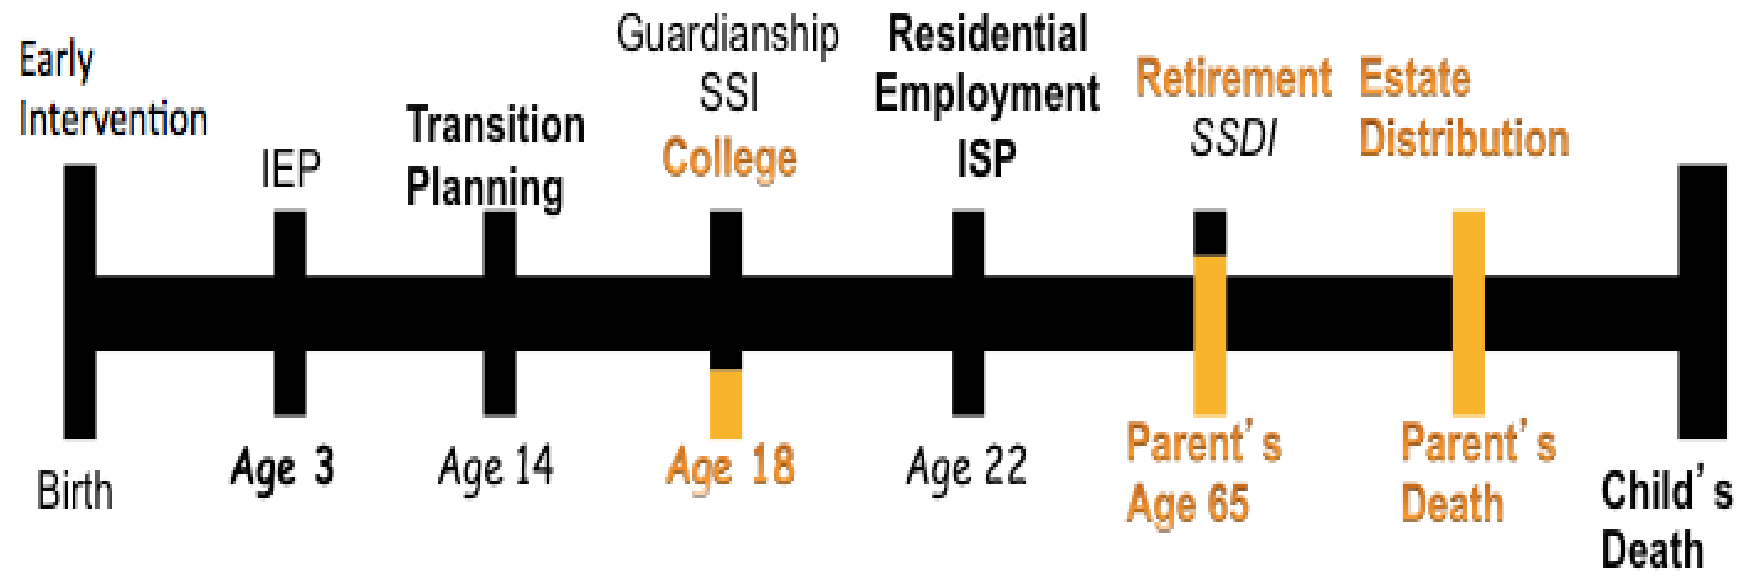 Early
Intervention
IEP
Transition
Planning
Guardianship
SSI
College
Residential
Employment
ISP
Retirement
SSDI
Estate
Distribution
Birth
Age 3
Age 14
Age 18
Age 22
Parent’s
Age 65
Parent’s
Death
Child’s
Death